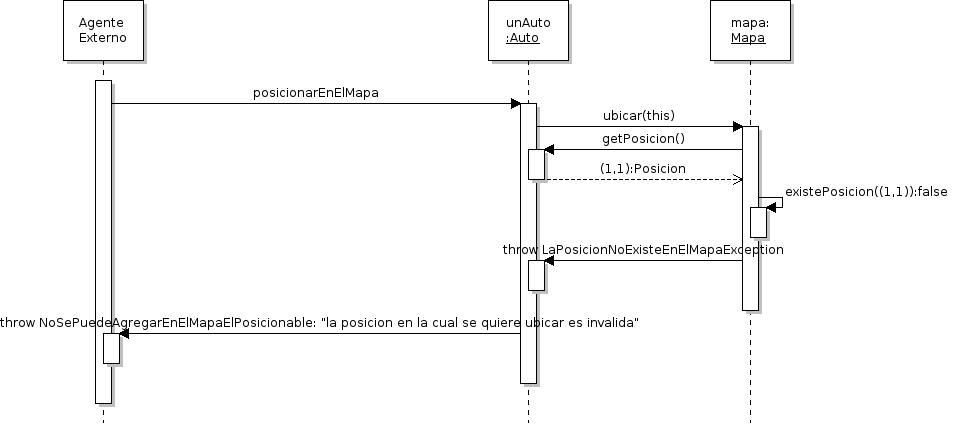 Agente
Externo
unAuto
:Auto
mapa:
Mapa
posicionarEnElMapa
ubicar(this)
getPosicion()
(1,1):Posicion
existePosicion((1,1)):false
throw LaPosicionNoExisteEnElMapaException
throw NoSePuedeAgregarEnElMapaElPosicionable: "la posicion en la cual se quiere ubicar es invalida"